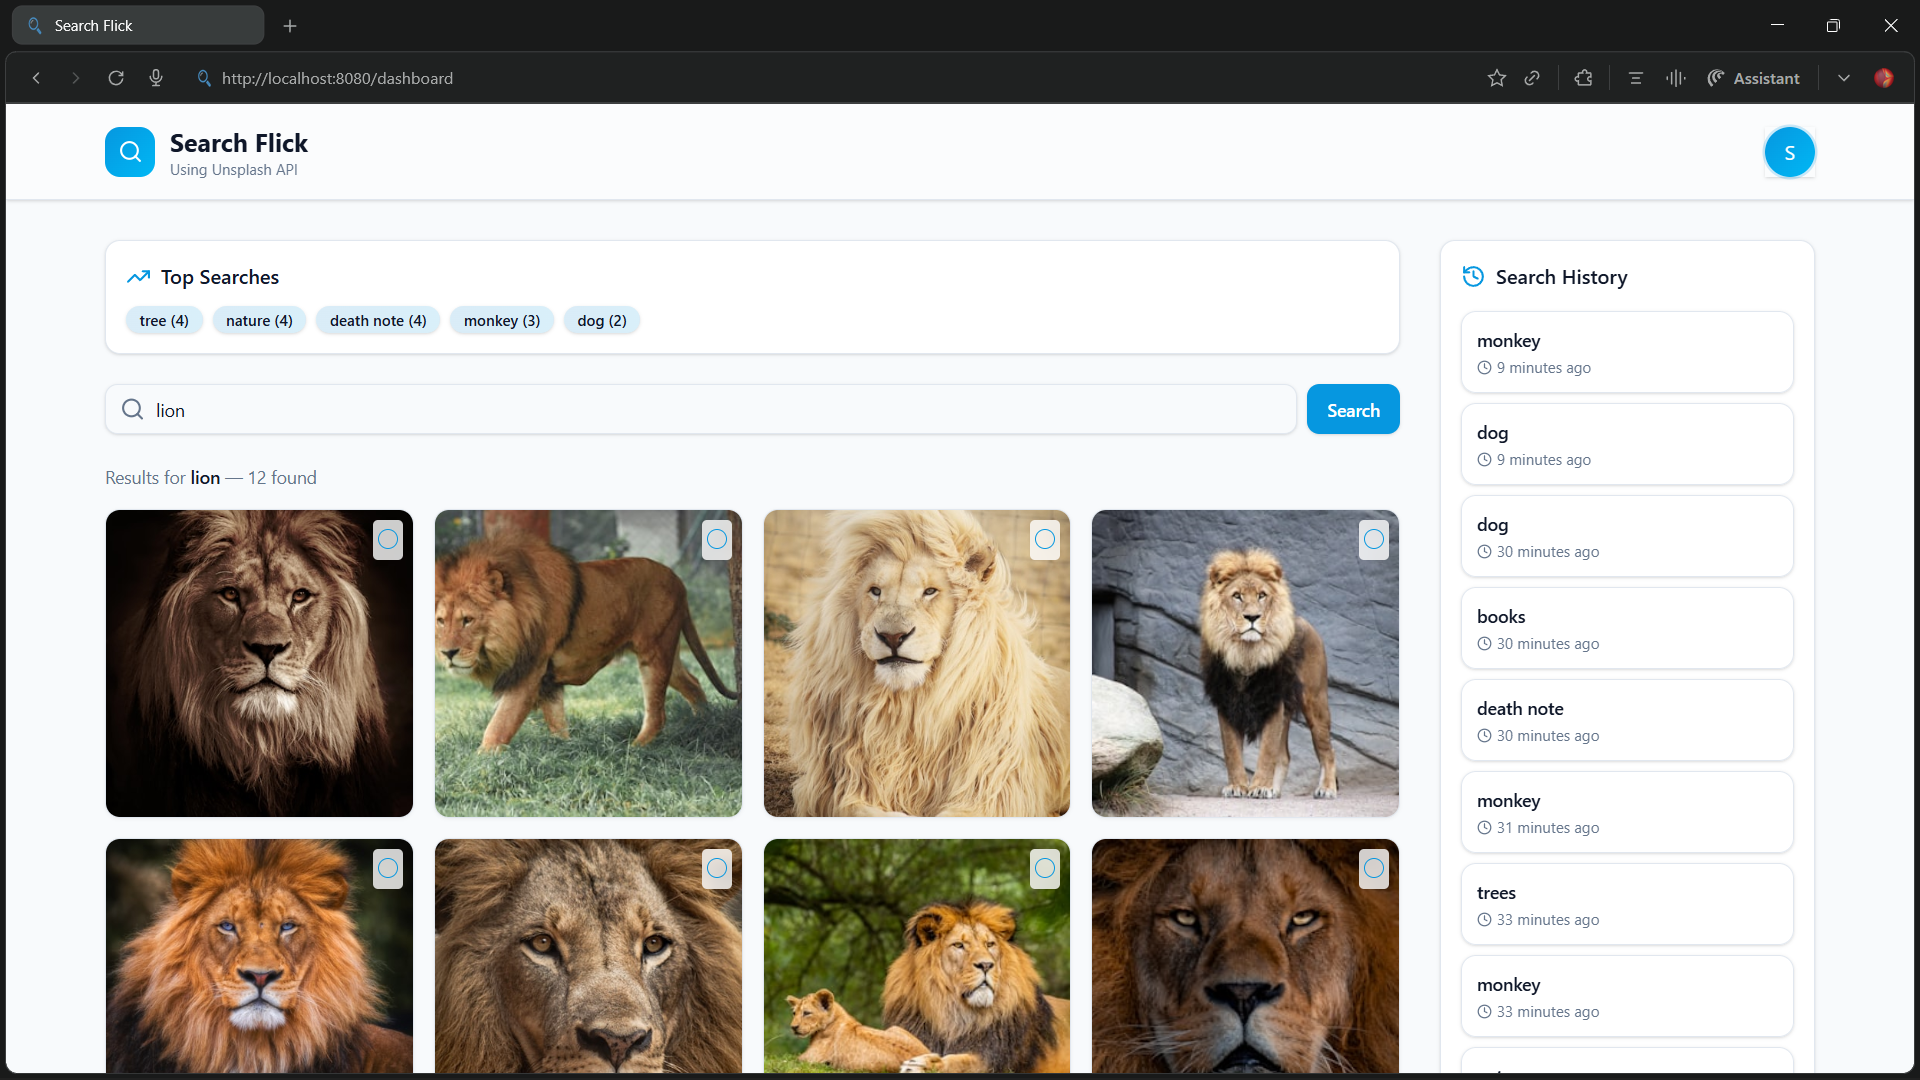 Search Flick
http://localhost:8080/dashboard
Assistant
Search Flick
Using Unsplash API
S
Top Searches
tree (4)
nature (4)
death note (4)
monkey (3)
dog (2)
lion
Search
Results for lion — 12 found
Search History
monkey
9 minutes ago
dog
9 minutes ago
dog
30 minutes ago
books
30 minutes ago
death note
30 minutes ago
monkey
31 minutes ago
trees
33 minutes ago
monkey
33 minutes ago